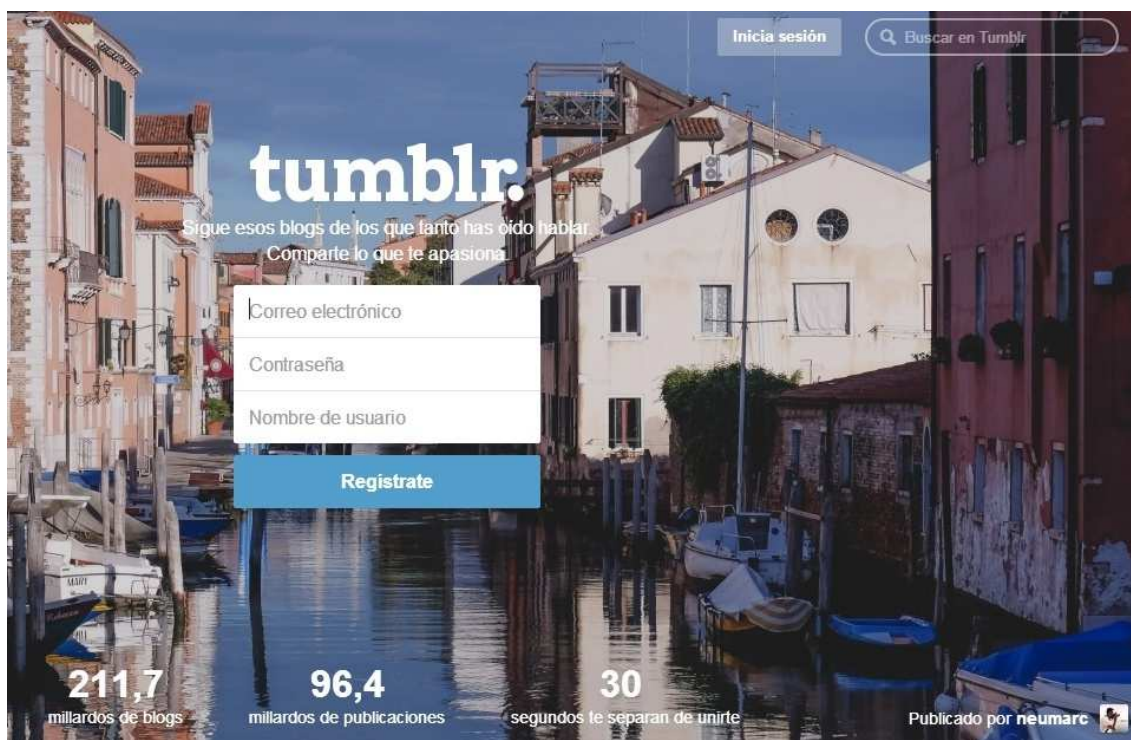 Inicia sesión
Buscar en Tumblr
tumblr.
Sigue esos blogs de los que tanto has oído hablar.
Comparte lo que te apasiona.
Correo electrónico
Contraseña
Nombre de usuario
Regístrate
MARY
211,7
millardos de blogs
96,4
millardos de publicaciones
30
segundos te separan de unirte
Publicado por neumarc